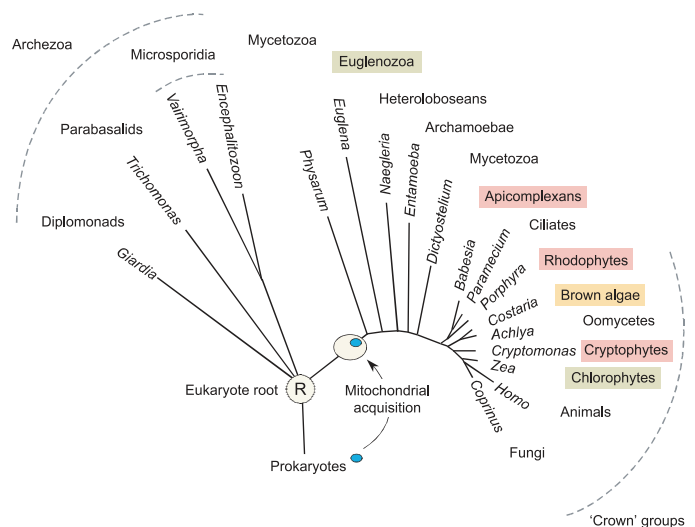 Archezoa
Microsporidia
Mycetozoa
Euglenozoa
Heteroloboseans
Archamoebae
Mycetozoa
Apicomplexans
Ciliates
Rhodophytes
Brown algae
Oomycetes
Cryptophytes
Chlorophytes
Animals
Fungi
'Crown' groups
Parabasalids
Diplomonads
Giardia
Trichomonas
Vairimorpha
Encephalitozoon
Physarum
Euglena
Naegleria
Entamoeba
Dictyostelium
Babesia
Paramecium
Porphyra
Costaria
Achlya
Cryptomonas
Zea
Homo
Coprinus
Eukaryote root
R
Mitochondrial
acquisition
Prokaryotes